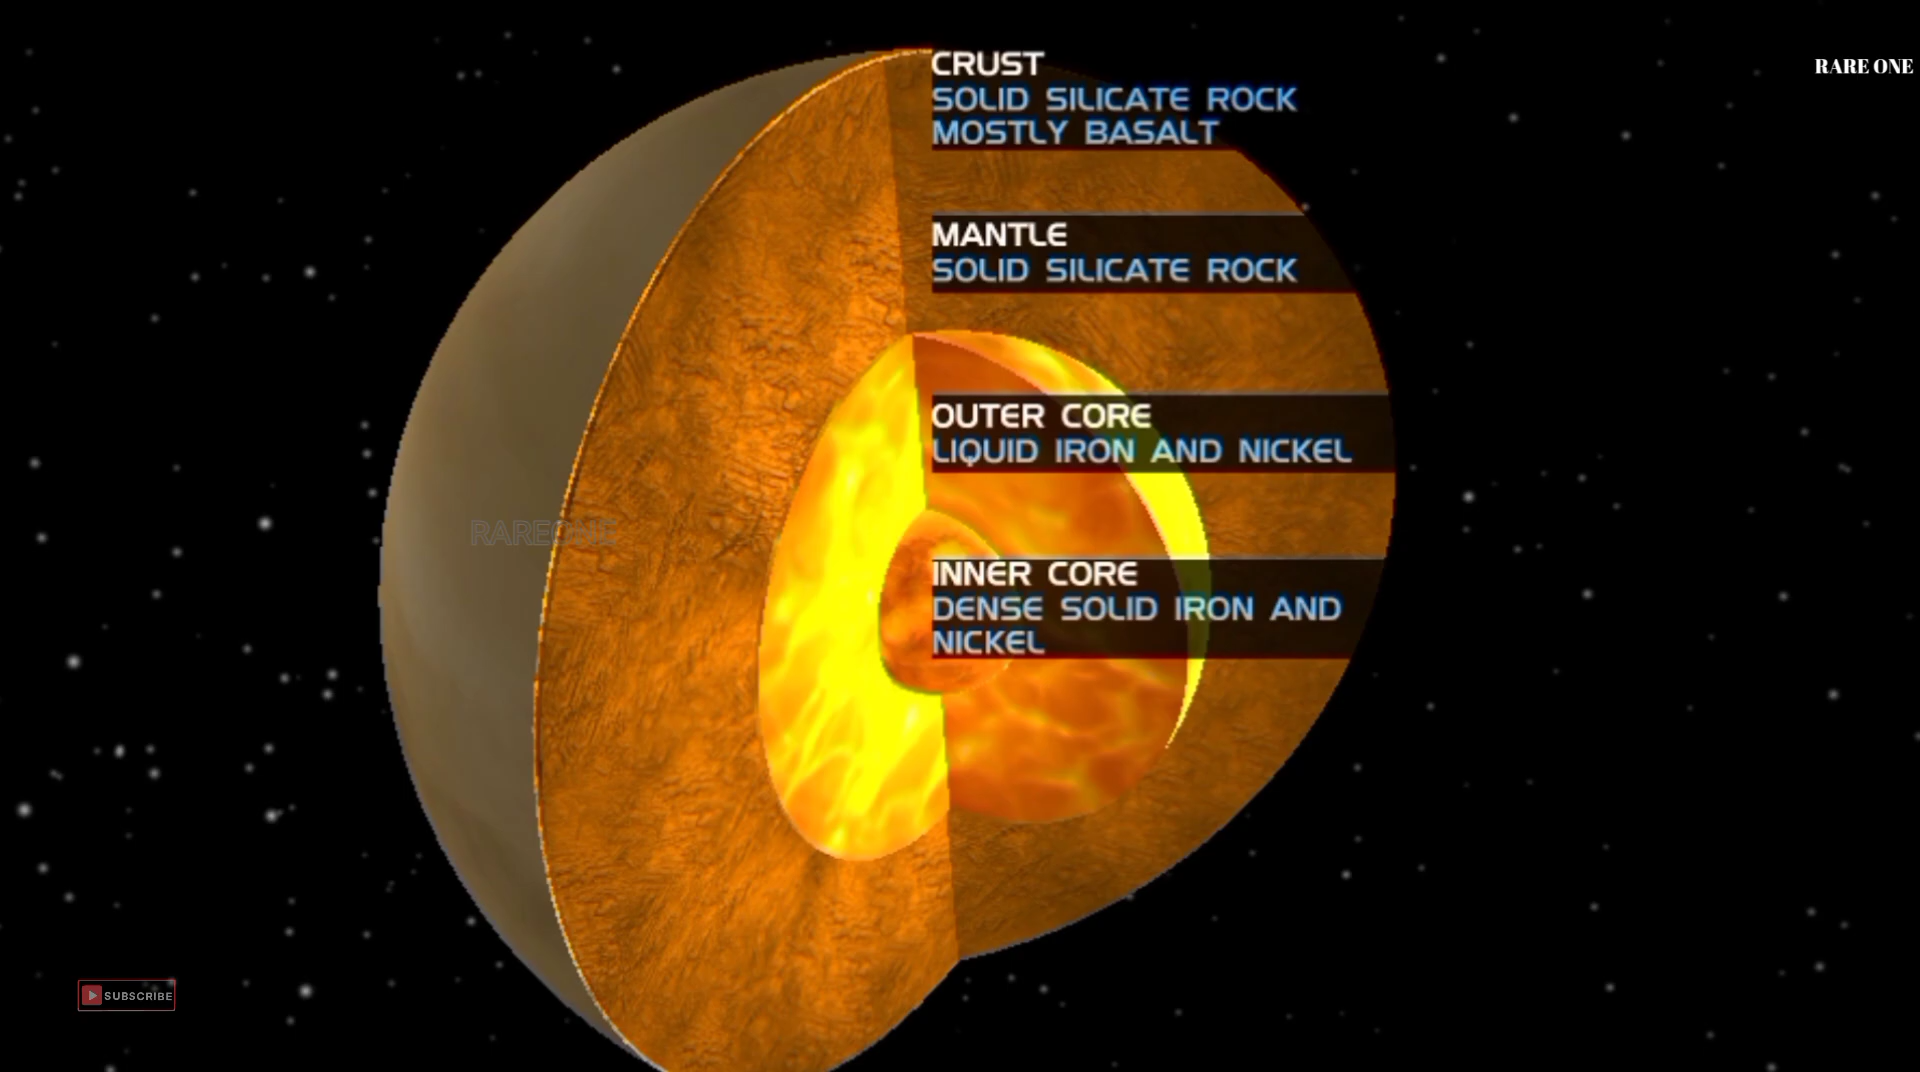 CRUST
SOLID SILICATE ROCK
MOSTLY BASALT
RARE ONE
MANTLE
SOLID SILICATE ROCK
OUTER CORE
LIQUID IRON AND NICKEL
RAREONE
INNER CORE
DENSE SOLID IRON AND
NICKEL
SUBSCRIBE